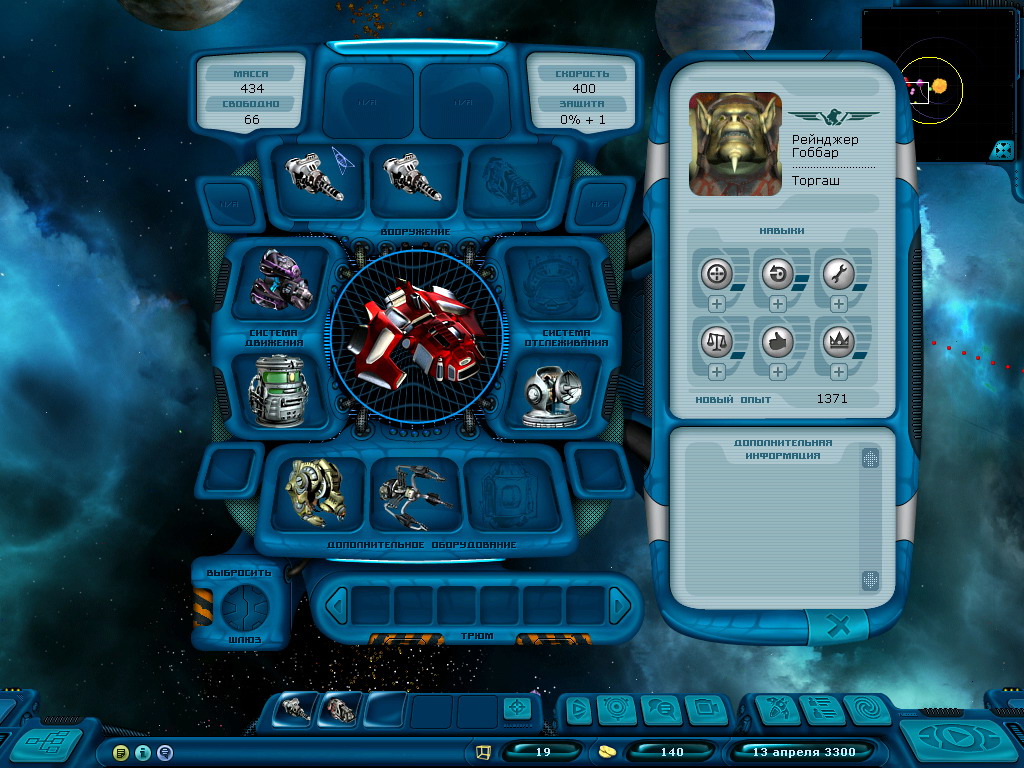 МАССА
434
СВОБОДНО
66
N/A
N/A
СКОРОСТЬ
400
ЗАЩИТА
0% + 1
N/A
N/A
ВООРУЖЕНИЕ
СИСТЕМА
ДВИЖЕНИЯ
СИСТЕМА
ОТСЛЕЖИВАНИЯ
ДОПОЛНИТЕЛЬНОЕ ОБОРУДОВАНИЕ
ВЫБРОСИТЬ
ШЛЮЗ
ТРЮМ
Рейнджер
Гоббар
Торгаш
НАВЫКИ
НОВЫЙ ОПЫТ 1371
ДОПОЛНИТЕЛЬНАЯ
ИНФОРМАЦИЯ
19 140 13 апреля 3300